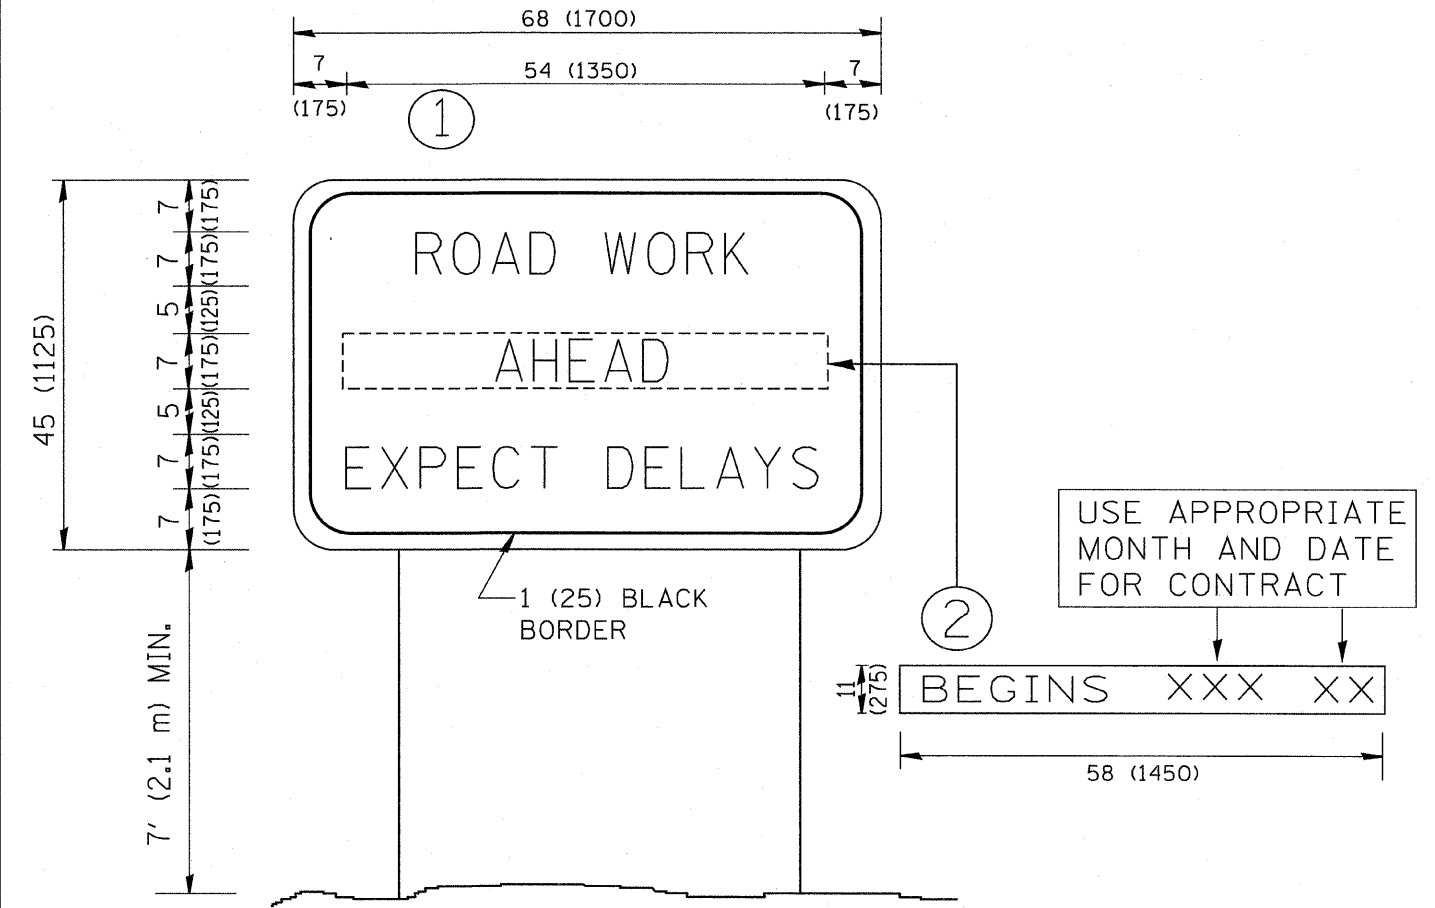 68 (1700)
7 54 (1350) 7
(175) (175)
1
7 (175)
7 (175)
5 (125)
7 (175)
5 (125)
7 (175)
7 (175)
45 (1125)
ROAD WORK
AHEAD
EXPECT DELAYS
1 (25) BLACK
BORDER
7' (2.1 m) MIN.
2
USE APPROPRIATE
MONTH AND DATE
FOR CONTRACT
11
(275)
BEGINS XXX XX
58 (1450)